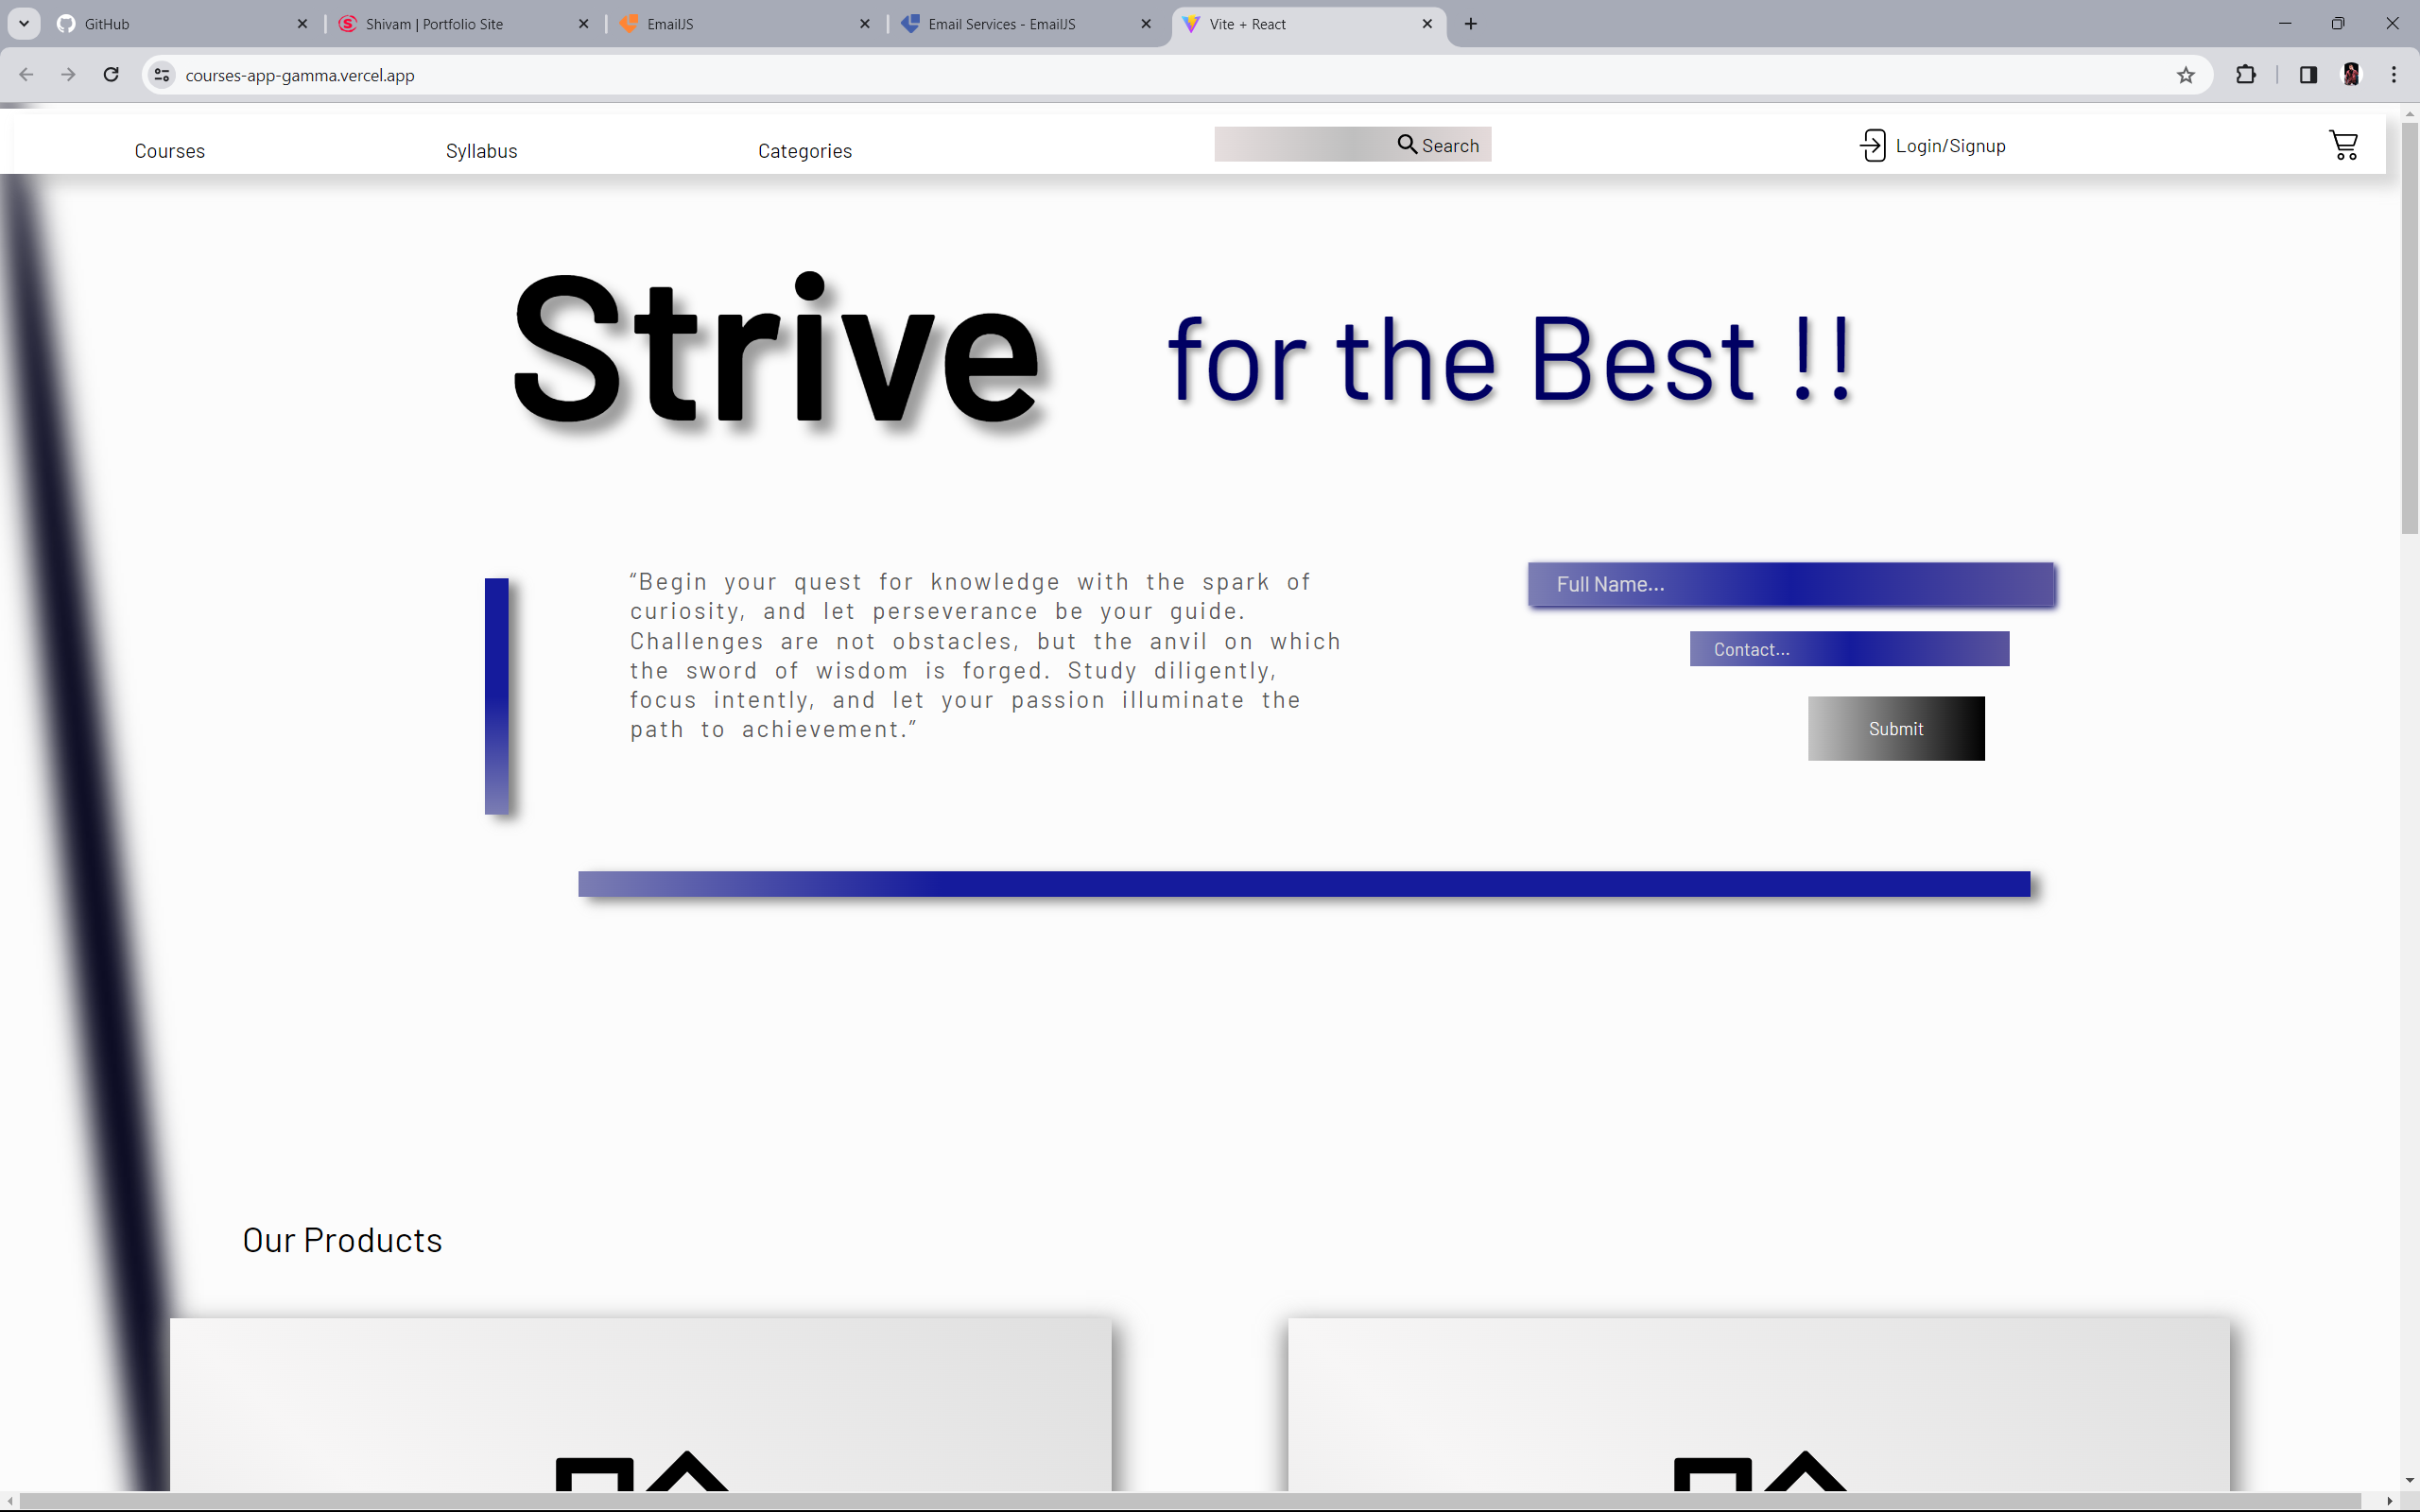 GitHub
Shivam | Portfolio Site
EmailJS
Email Services - EmailJS
Vite + React
courses-app-gamma.vercel.app
Courses
Syllabus
Categories
Search
Login/Signup
Strive for the Best !!
“Begin your quest for knowledge with the spark of
curiosity, and let perseverance be your guide.
Challenges are not obstacles, but the anvil on which
the sword of wisdom is forged. Study diligently,
focus intently, and let your passion illuminate the
path to achievement.”
Full Name...
Contact...
Submit
Our Products